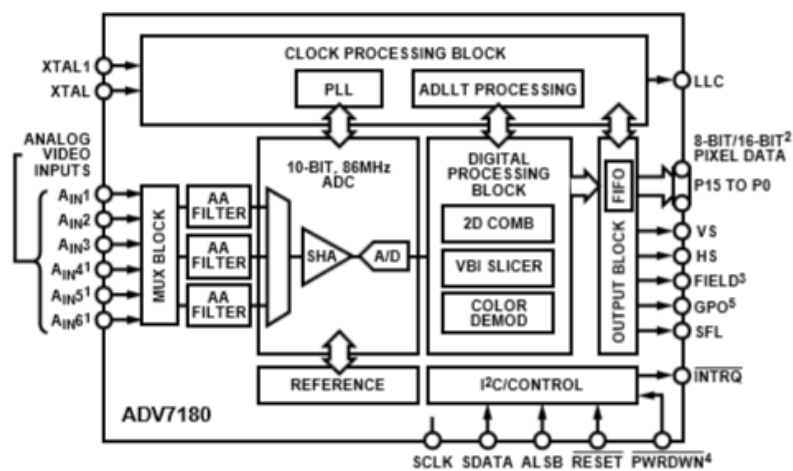 CLOCK PROCESSING BLOCK
XTAL1
XTAL
PLL
ADLLT PROCESSING
LLC
ANALOG
VIDEO
INPUTS
8-BIT/16-BIT²
PIXEL DATA
P15 TO P0
10-BIT, 86MHz
ADC
DIGITAL
PROCESSING
BLOCK
FIFO
OUTPUT BLOCK
AIN1
AIN2
AIN3
AIN4¹
AIN5¹
AIN6¹
MUX BLOCK
AA
FILTER
AA
FILTER
AA
FILTER
SHA
A/D
2D COMB
VBI SLICER
COLOR
DEMOD
VS
HS
FIELD³
GPO⁵
SFL
REFERENCE
I²C/CONTROL
INTRQ
ADV7180
SCLK SDATA ALSB RESET PWRDWN⁴